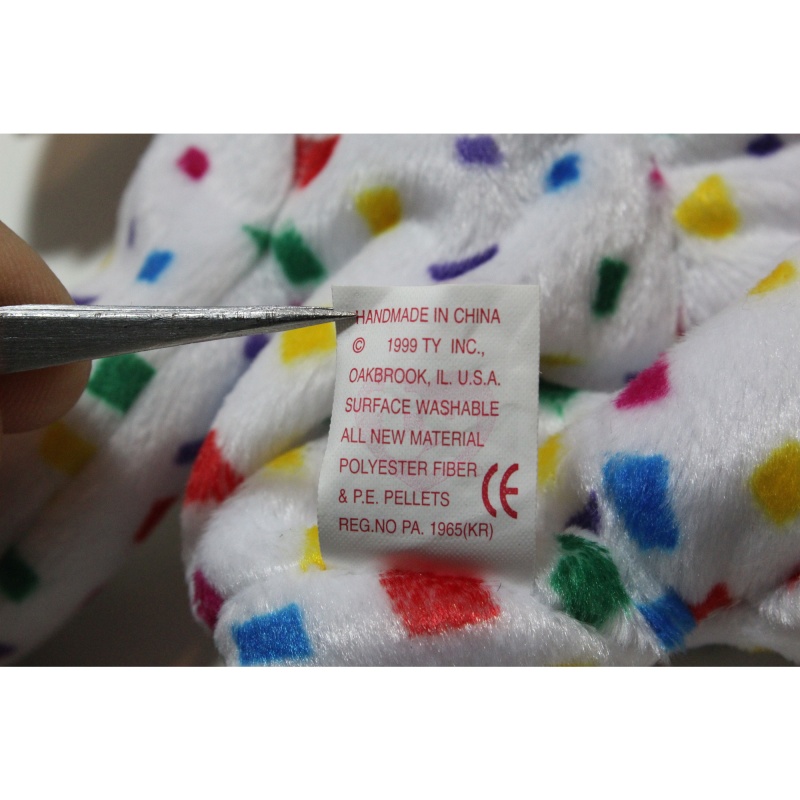 HANDMADE IN CHINA
© 1999 TY INC.,
OAKBROOK, IL. U.S.A.
SURFACE WASHABLE
ALL NEW MATERIAL
POLYESTER FIBER
& P.E. PELLETS CE
REG.NO PA. 1965(KR)